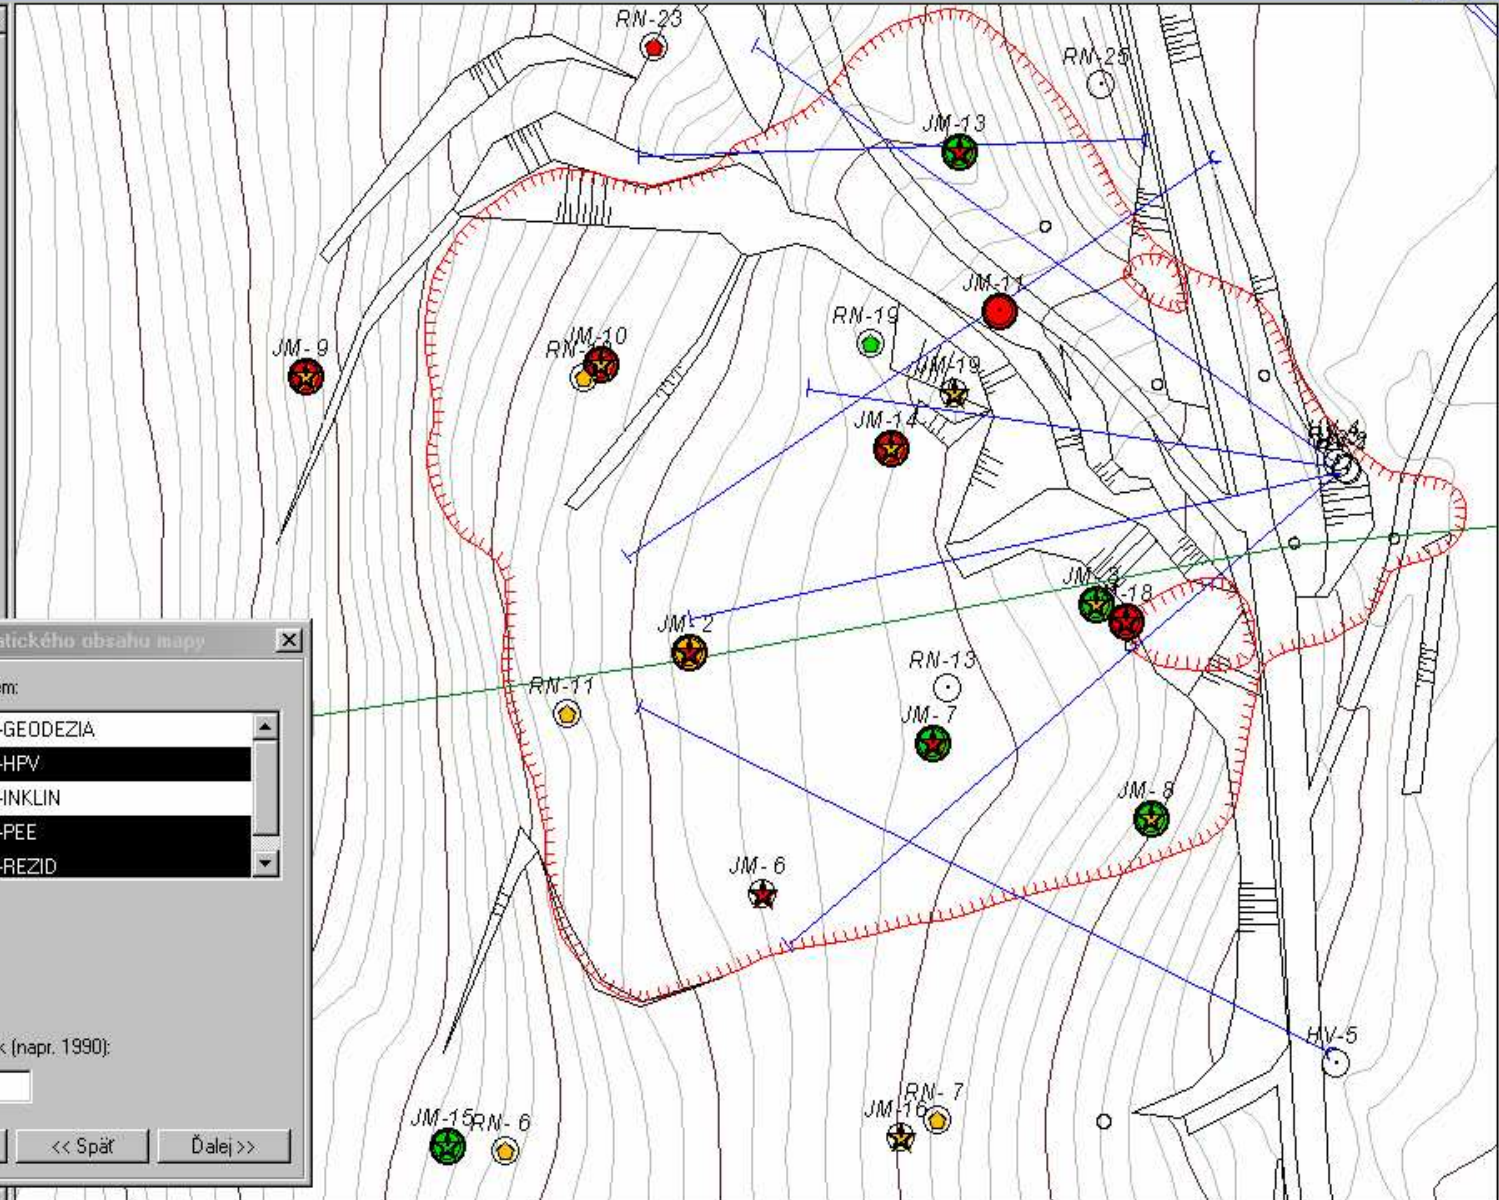 RN-23
RN-25
JM-13
JM-11
RN-19
JM-10
JM- 9
JM-19
JM-14
JM- 3
JM- 2
RN-13
RN-11
JM- 7
JM- 8
JM- 6
HV-5
RN- 7
JM-16
JM-15
RN- 6
atického obsahu mapy
em:
-GEODEZIA
-HPV
-INKLIN
-PEE
-REZID
k (napr. 1990):
<< Späť
Ďalej >>